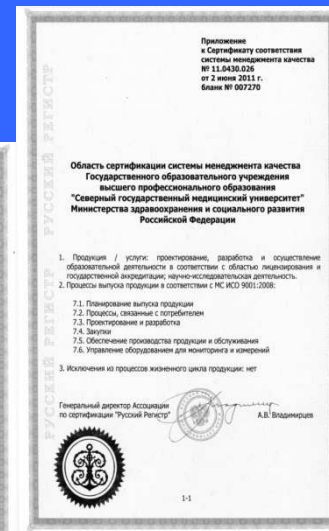 Приложение
к Сертификату соответствия
системы менеджмента качества
№ 11.0430.026
от 2 июня 2011 г.
бланк № 007270
РУССКИЙ РЕГИСТР
РУССКИЙ РЕГИСТР
Область сертификации системы менеджмента качества
Государственного образовательного учреждения
высшего профессионального образования
"Северный государственный медицинский университет"
Министерства здравоохранения и социального развития
Российской Федерации
1. Продукция / услуги: проектирование, разработка и осуществление
образовательной деятельности в соответствии с областью лицензирования и
государственной аккредитации; научно-исследовательская деятельность.
2. Процессы выпуска продукции в соответствии с МС ИСО 9001:2008:
7.1. Планирование выпуска продукции
7.2. Процессы, связанные с потребителем
7.3. Проектирование и разработка
7.4. Закупки
7.5. Обеспечение производства продукции и обслуживания
7.6. Управление оборудованием для мониторинга и измерений
3. Исключения из процессов жизненного цикла продукции: нет
Генеральный директор Ассоциации
по сертификации "Русский Регистр"
А.В. Владимирцев
1-1